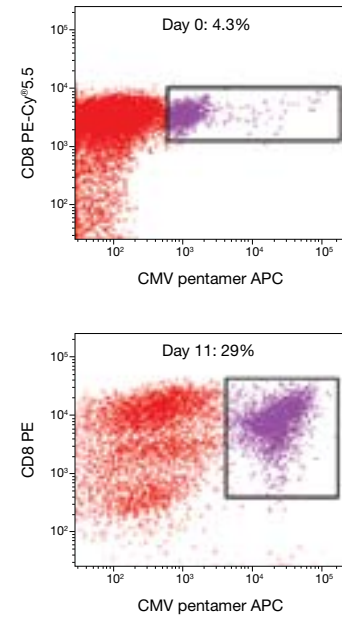 Day 0: 4.3%
CD8 PE-Cy®5.5
10⁵
10⁴
10³
10²
10² 10³ 10⁴ 10⁵
CMV pentamer APC
Day 11: 29%
CD8 PE
10⁵
10⁴
10³
10²
10² 10³ 10⁴ 10⁵
CMV pentamer APC